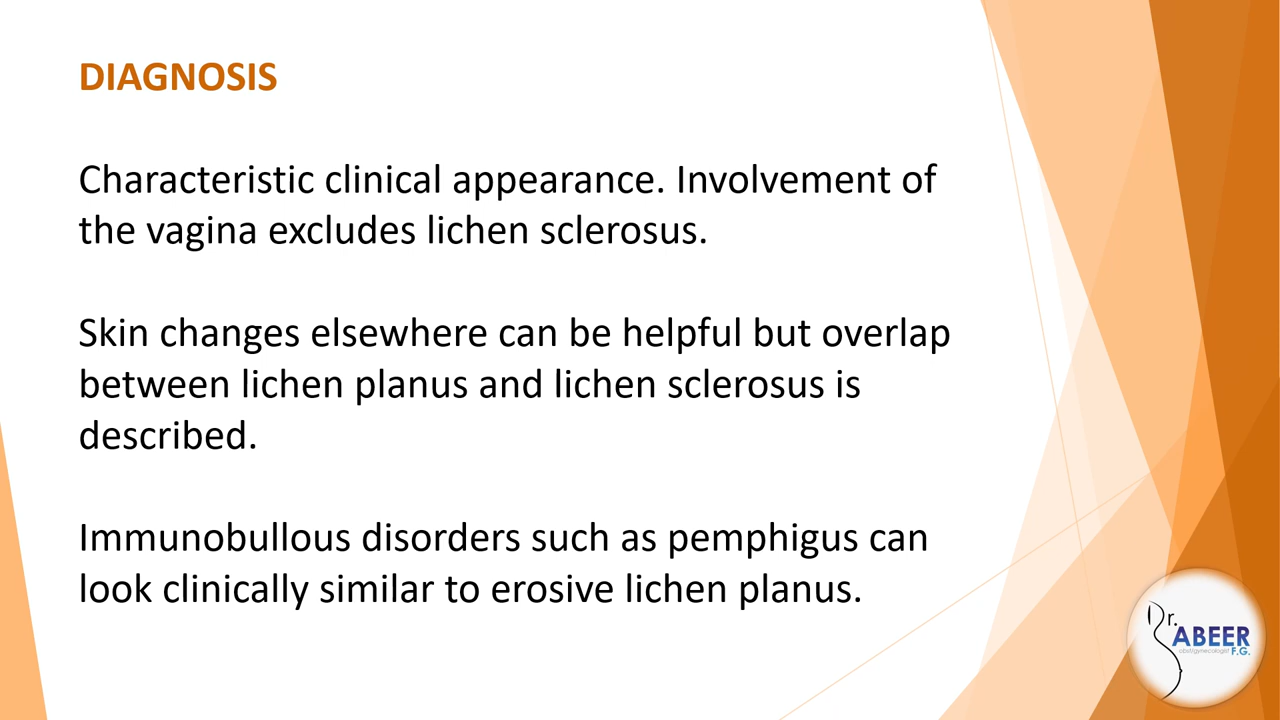 DIAGNOSIS
Characteristic clinical appearance. Involvement of
the vagina excludes lichen sclerosus.
Skin changes elsewhere can be helpful but overlap
between lichen planus and lichen sclerosus is
described.
Immunobullous disorders such as pemphigus can
look clinically similar to erosive lichen planus.
Dr.
ABEER
obst/gynecologist F.G.